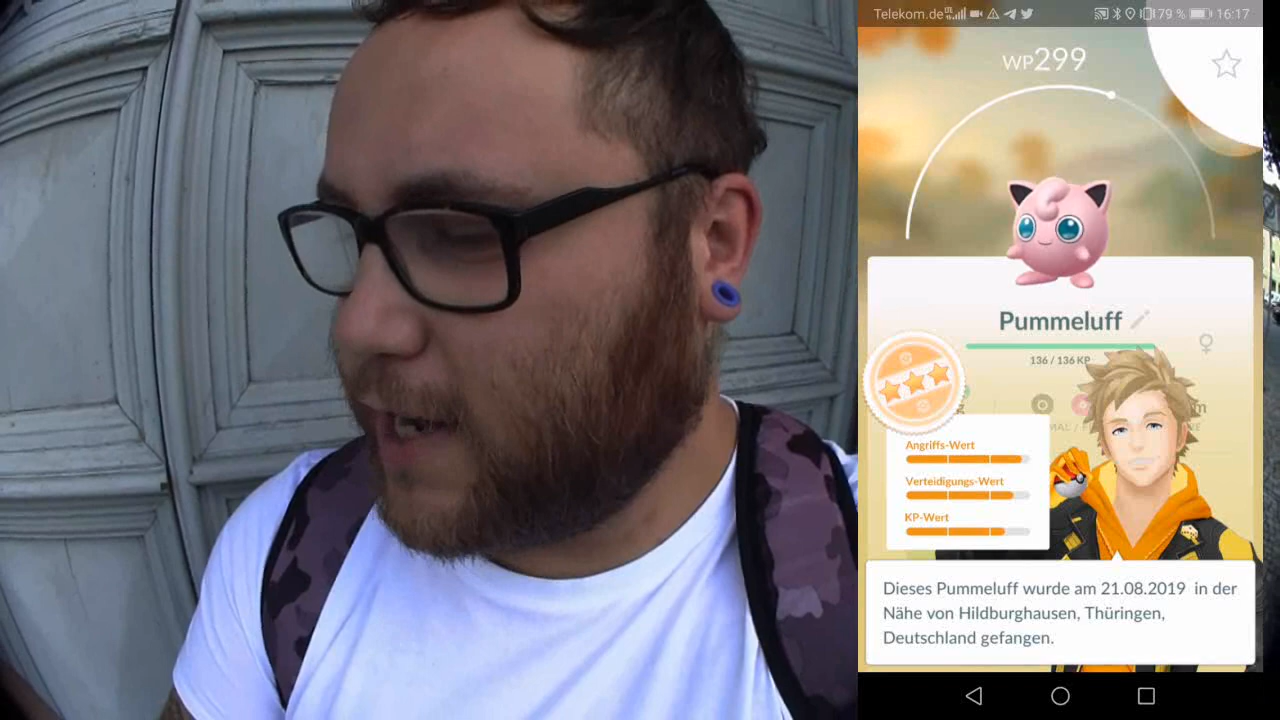 Telekom.de 179 % 16:17
WP299
Pummeluff
136 / 136 KP
Angriffs-Wert
Verteidigungs-Wert
KP-Wert
Dieses Pummeluff wurde am 21.08.2019 in der
Nähe von Hildburghausen, Thüringen,
Deutschland gefangen.